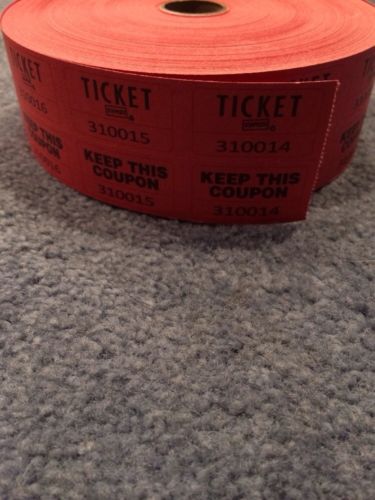 TICKET
310015
KEEP THIS
COUPON
310015
TICKET
310014
KEEP THIS
COUPON
310014